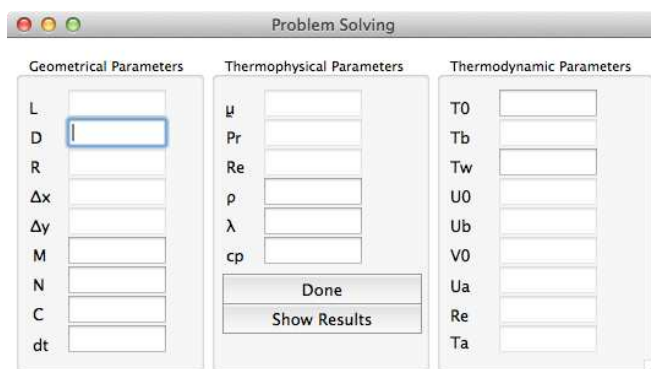 Problem Solving
Geometrical Parameters
L
D
R
Δx
Δy
M
N
C
dt
Thermophysical Parameters
μ
Pr
Re
ρ
λ
cp
Done
Show Results
Thermodynamic Parameters
T0
Tb
Tw
U0
Ub
V0
Ua
Re
Ta